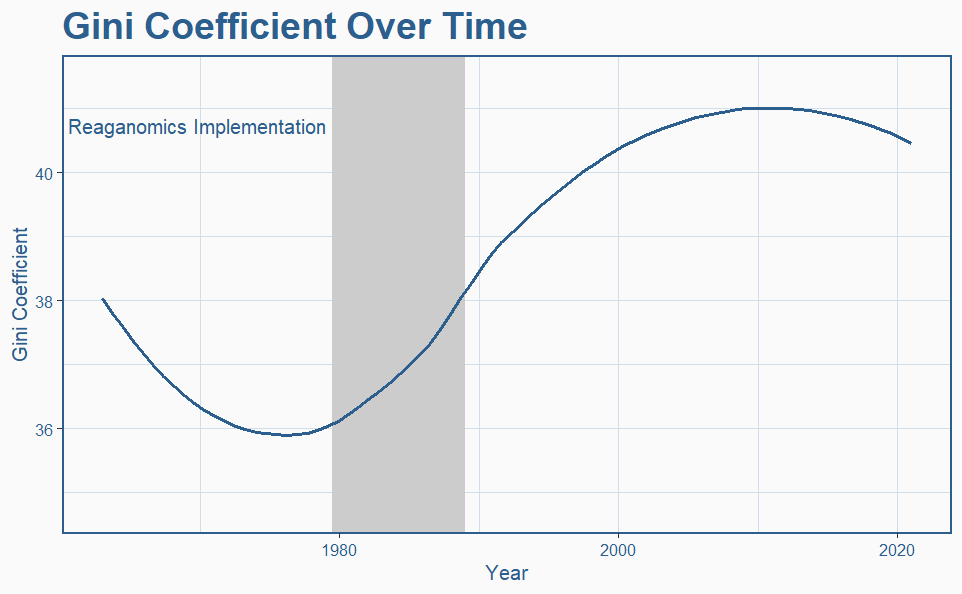 Gini Coefficient Over Time
Reaganomics Implementation
40
38
36
Gini Coefficient
1980
2000
2020
Year